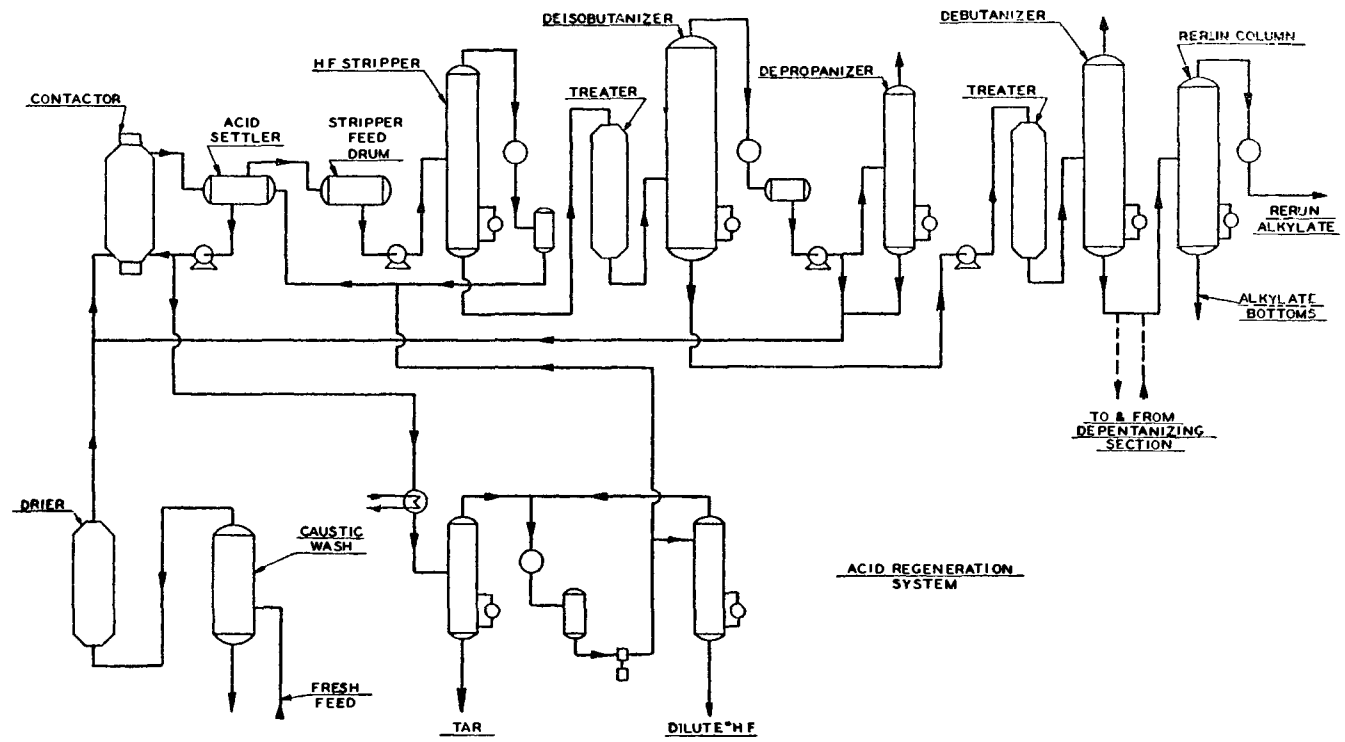 DEISOBUTANIZER
DEBUTANIZER
RERUN COLUMN
HF STRIPPER
DEPROPANIZER
CONTACTOR
TREATER
TREATER
ACID
SETTLER
STRIPPER
FEED
DRUM
RERUN
ALKYLATE
ALKYLATE
BOTTOMS
TO & FROM
DEPENTANIZING
SECTION
DRIER
CAUSTIC
WASH
ACID REGENERATION
SYSTEM
FRESH
FEED
TAR
DILUTE HF